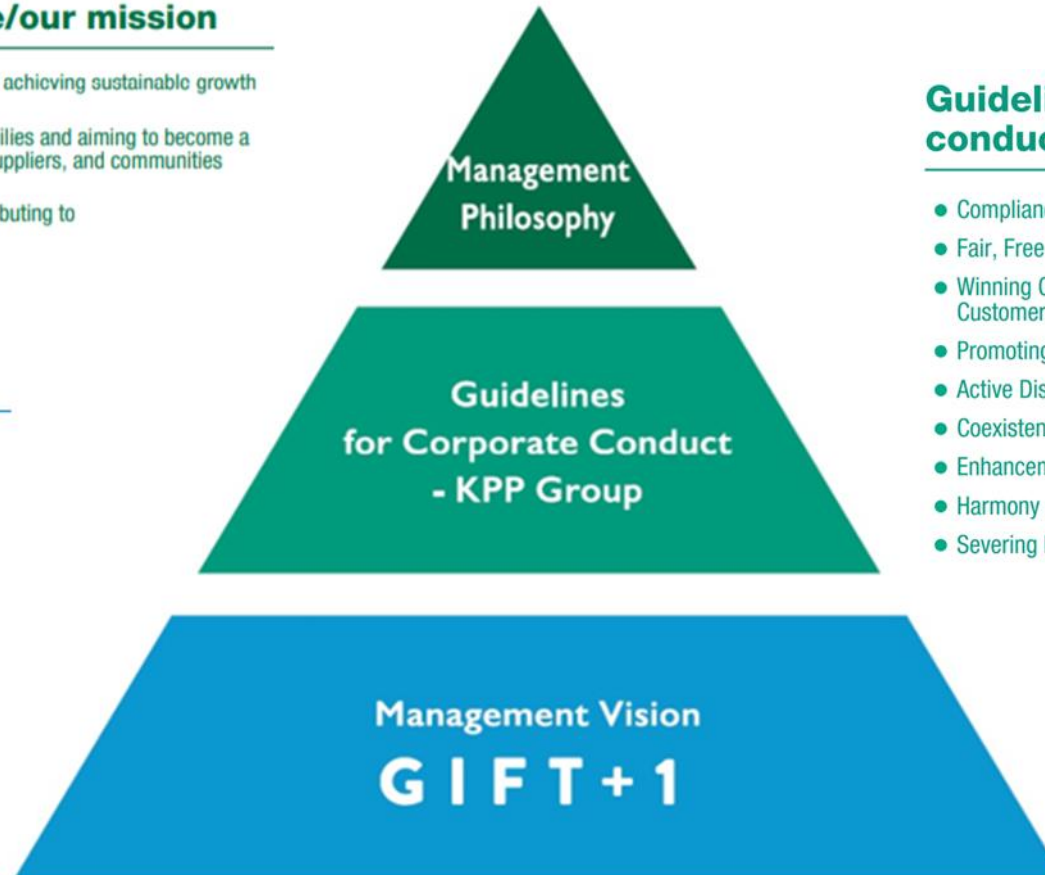 e/our mission
achieving sustainable growth
ilies and aiming to become a
uppliers, and communities
buting to
Management
Philosophy
Guidelines
for Corporate Conduct
- KPP Group
Management Vision
GIFT+1
Guideli
conduc
• Complianc
• Fair, Free
• Winning C
Customer
• Promoting
• Active Dis
• Coexisten
• Enhancem
• Harmony
• Severing